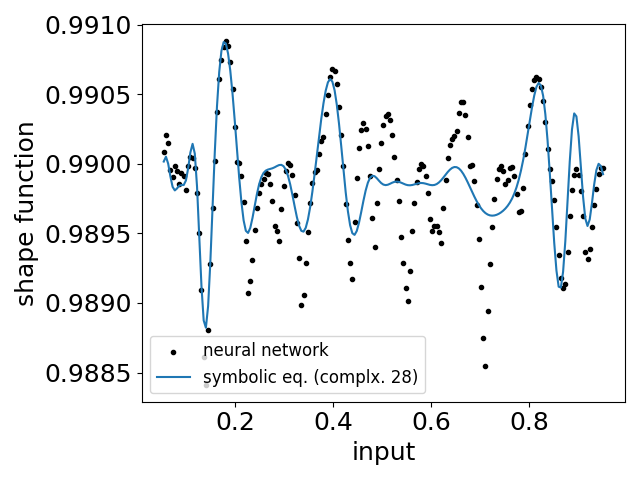 0.9910
0.9905
0.9900
0.9895
0.9890
0.9885
shape function
neural network
symbolic eq. (complx. 28)
0.2 0.4 0.6 0.8
input